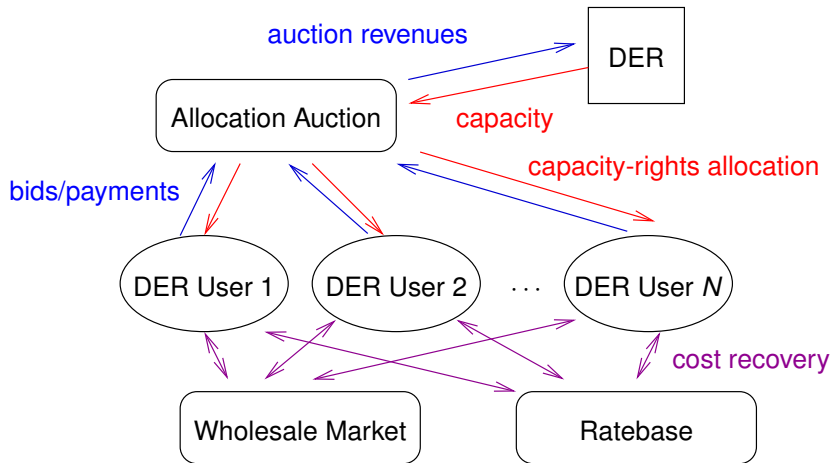 auction revenues
DER
Allocation Auction
capacity
capacity-rights allocation
bids/payments
DER User 1
DER User 2
...
DER User N
cost recovery
Wholesale Market
Ratebase